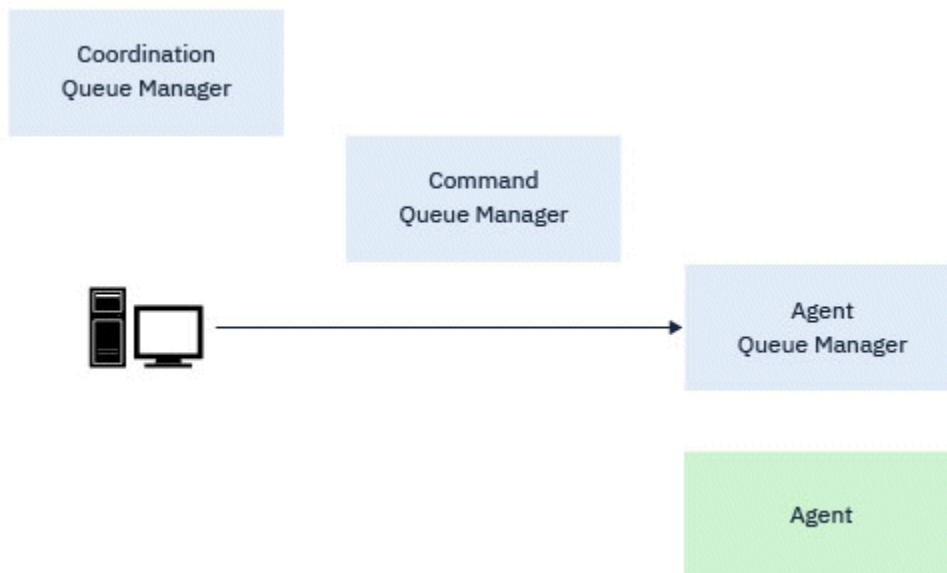 Coordination
Queue Manager
Command
Queue Manager
Agent
Queue Manager
Agent